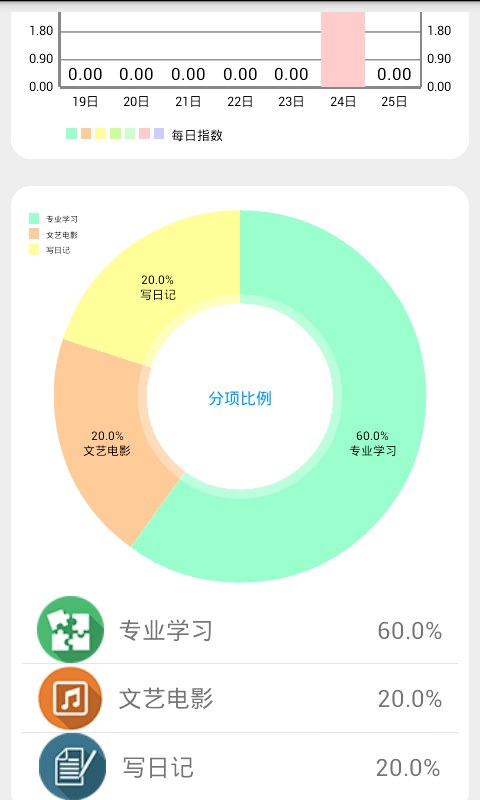 1.80 1.80
0.90 0.90
0.00 0.00 0.00 0.00 0.00 0.00
0.00 0.00
19日 20日 21日 22日 23日 24日 25日
每日指数
专业学习
文艺电影
写日记
20.0%
写日记
分项比例
20.0%
文艺电影
60.0%
专业学习
专业学习 60.0%
文艺电影 20.0%
写日记 20.0%